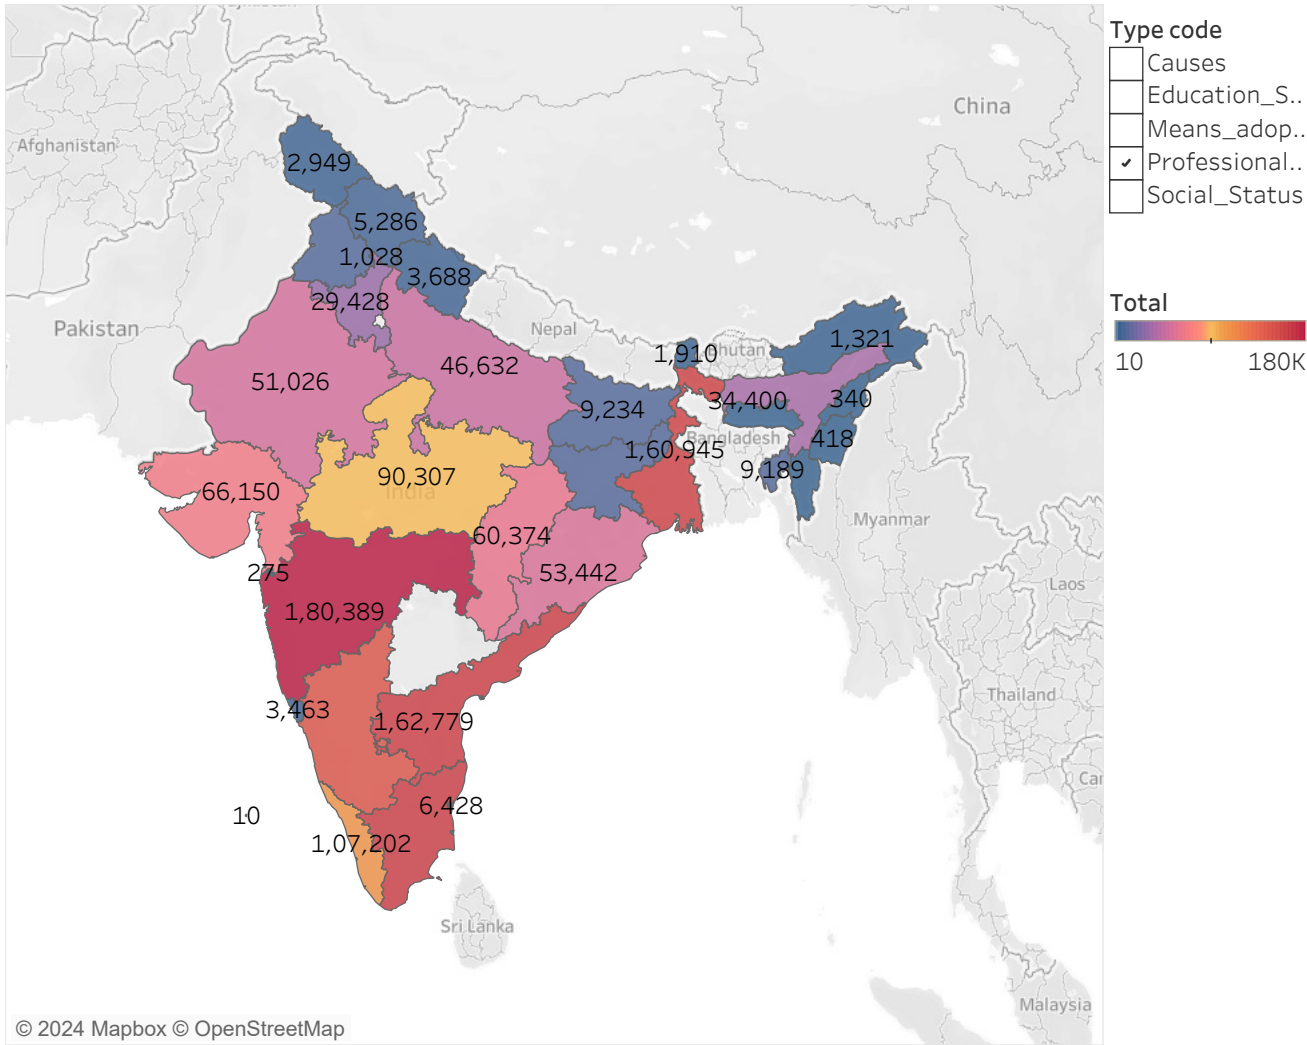 Type code
Causes
Education_S..
Means_adop..
Professional..
Social_Status
Total
10
180K
China
Afghanistan
2,949
5,286
1,028
3,688
29,428
Pakistan
Nepal
1,321
1,910
Bhutan
46,632
51,026
9,234
34,400
340
418
Bangladesh
1,60,945
9,189
90,307
India
66,150
Myanmar
60,374
275
53,442
Laos
1,80,389
Thailand
3,463
1,62,779
6,428
10
1,07,202
Sri Lanka
Malaysia
© 2024 Mapbox © OpenStreetMap